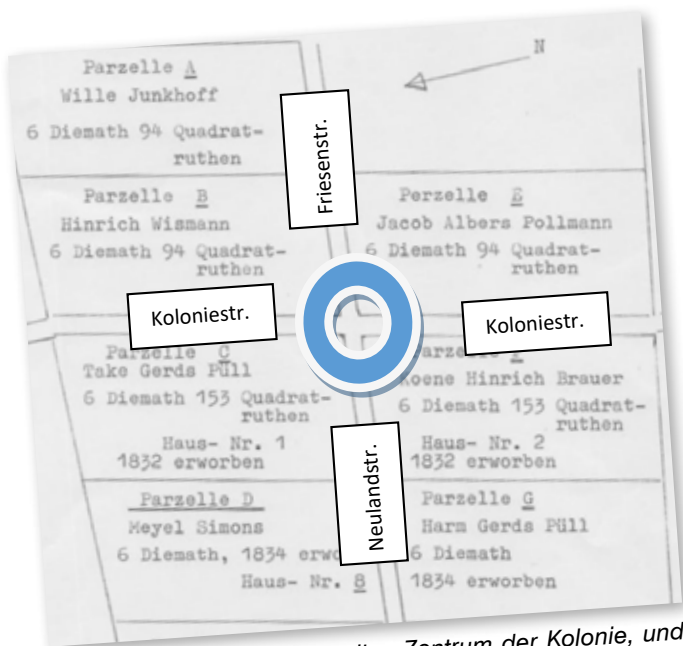 N
Parzelle A
Wille Junkhoff
6 Diemath 94 Quadrat-
ruthen
Friesenstr.
Parzelle B
Hinrich Wismann
6 Diemath 94 Quadrat-
ruthen
Perzelle E
Jacob Albers Pollmann
6 Diemath 94 Quadrat-
ruthen
Koloniestr.
Koloniestr.
Parzelle C
Take Gerds Püll
6 Diemath 153 Quadrat-
ruthen
Haus- Nr. 1
1832 erworben
Koene Hinrich Brauer
6 Diemath 153 Quadrat-
ruthen
Haus- Nr. 2
1832 erworben
Neulandstr.
Parzelle D
Meyel Simons
6 Diemath, 1834
Haus- Nr. 8
Parzelle G
Harm Gerds Püll
6 Diemath
1834 erworben
Zentrum der Kolonie, und